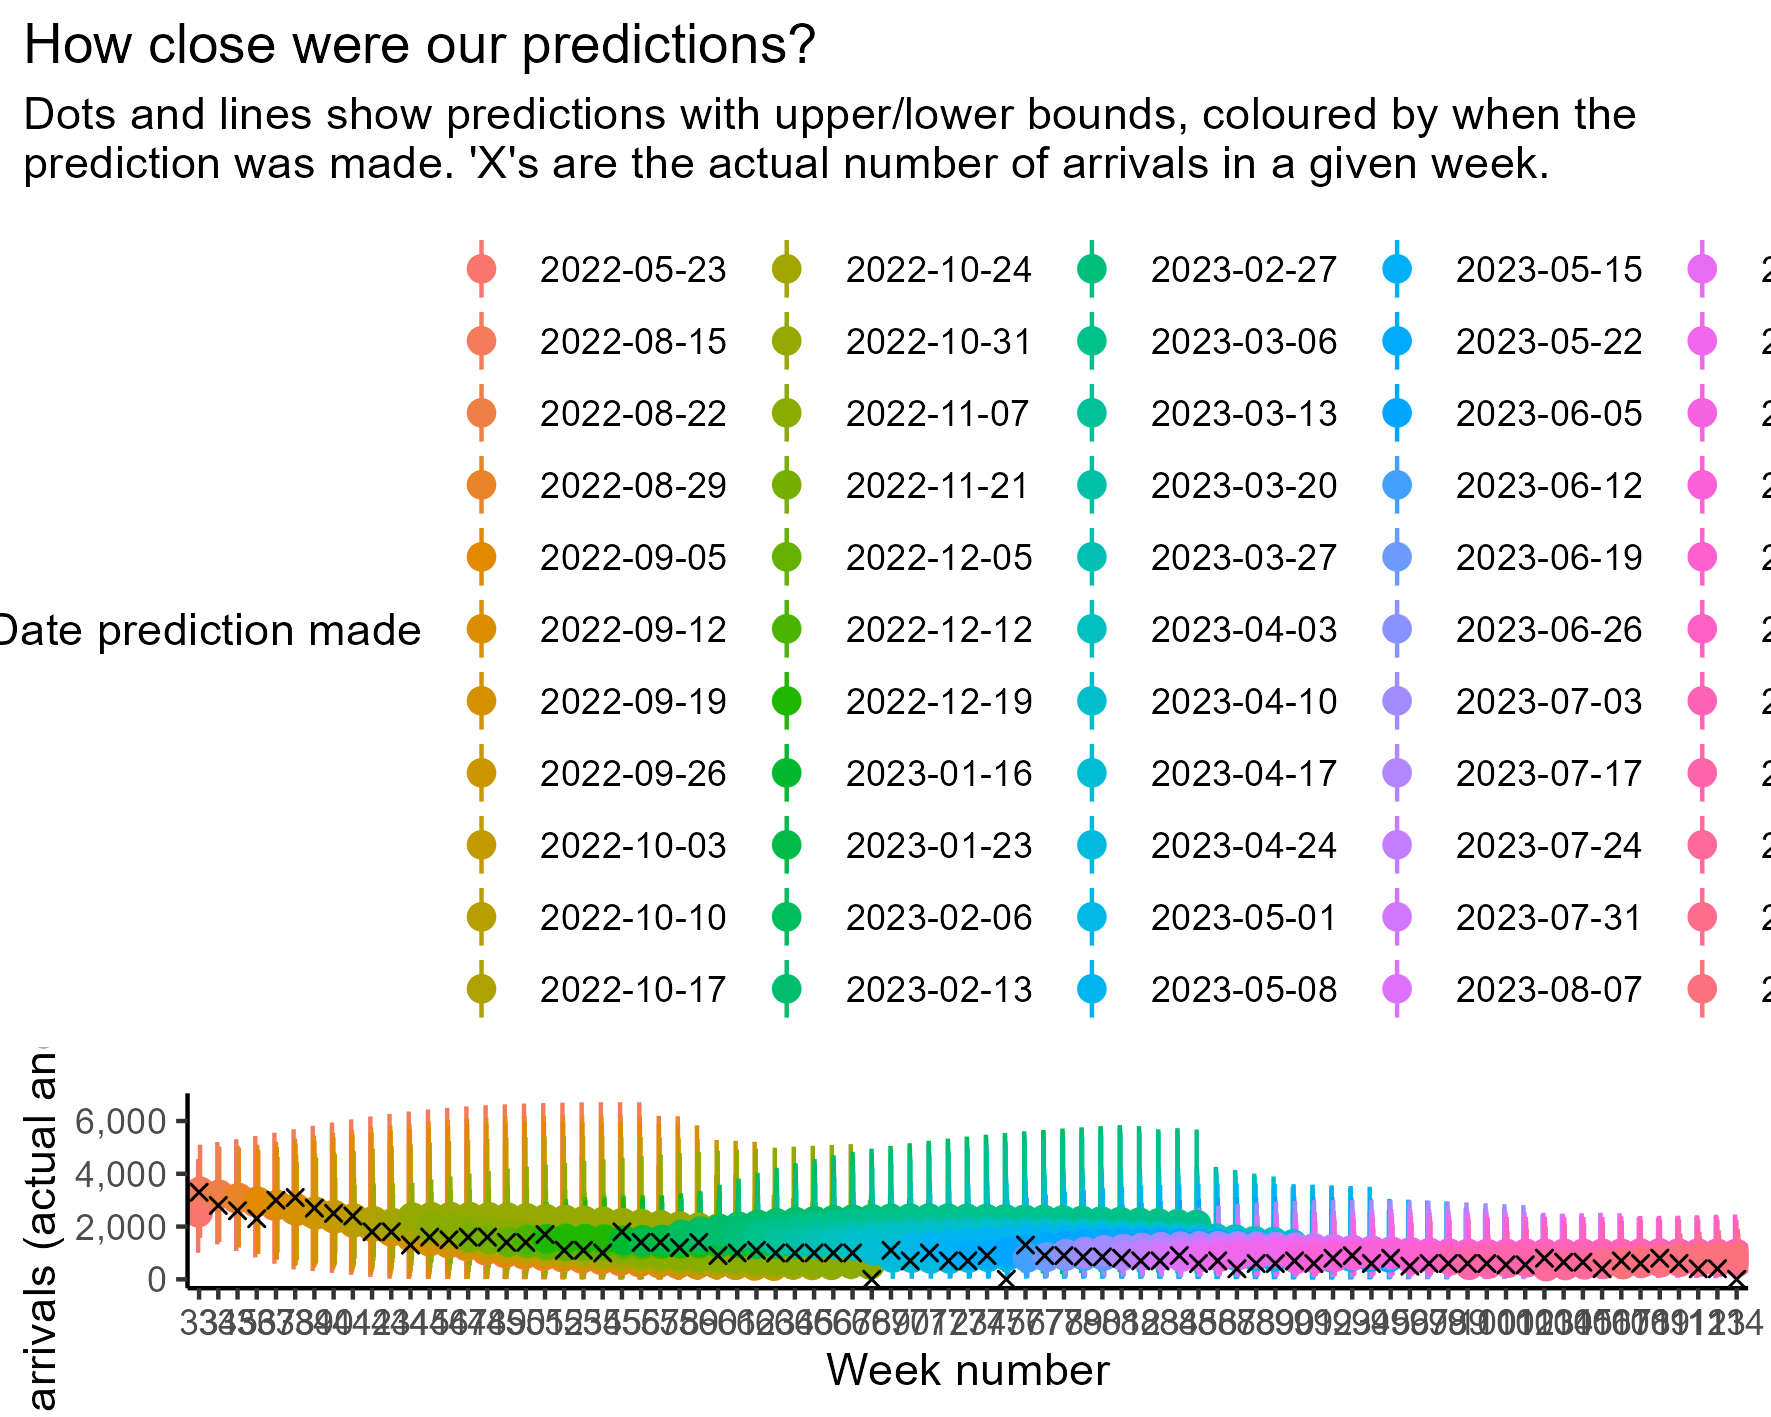 How close were our predictions?
Dots and lines show predictions with upper/lower bounds, coloured by when the
prediction was made. 'X's are the actual number of arrivals in a given week.
Date prediction made
2022-05-23 2022-10-24 2023-02-27 2023-05-15
2022-08-15 2022-10-31 2023-03-06 2023-05-22
2022-08-22 2022-11-07 2023-03-13 2023-06-05
2022-08-29 2022-11-21 2023-03-20 2023-06-12
2022-09-05 2022-12-05 2023-03-27 2023-06-19
2022-09-12 2022-12-12 2023-04-03 2023-06-26
2022-09-19 2022-12-19 2023-04-10 2023-07-03
2022-09-26 2023-01-16 2023-04-17 2023-07-17
2022-10-03 2023-01-23 2023-04-24 2023-07-24
2022-10-10 2023-02-06 2023-05-01 2023-07-31
2022-10-17 2023-02-13 2023-05-08 2023-08-07
arrivals (actual an
6,000
4,000
2,000
0
Week number